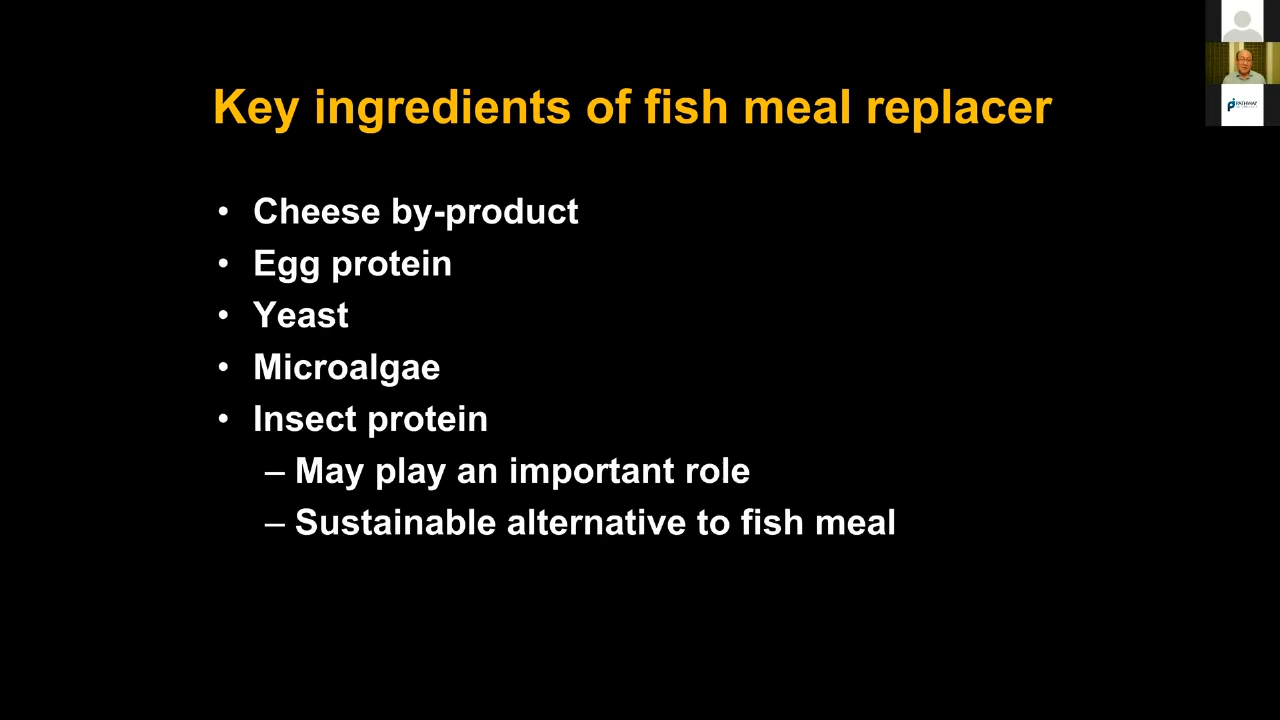 Key ingredients of fish meal replacer
• Cheese by-product
• Egg protein
• Yeast
• Microalgae
• Insect protein
– May play an important role
– Sustainable alternative to fish meal
PATHWAY